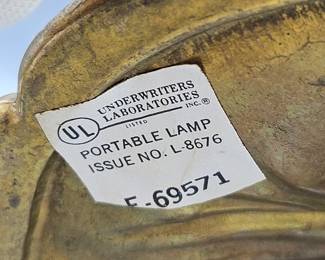 UNDERWRITERS
LABORATORIES
INC.®
LISTED
UL
PORTABLE LAMP
ISSUE NO. L-8676
E-69571